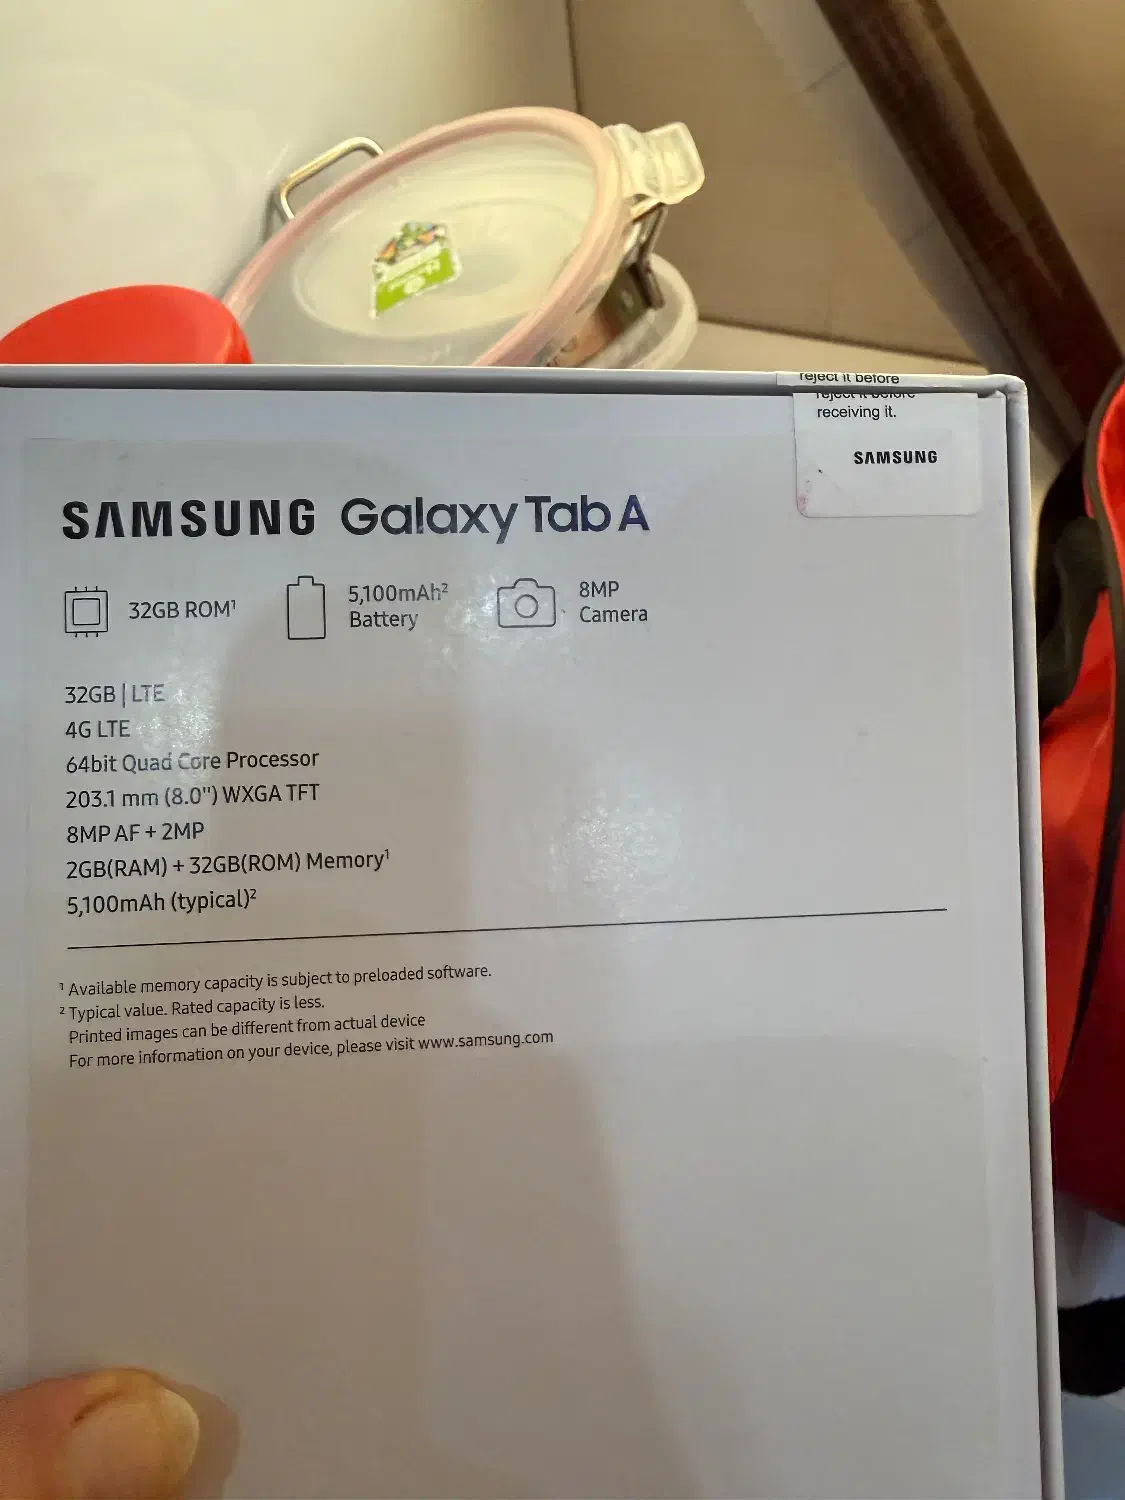 reject it before
reject it before
receiving it.
SAMSUNG
SAMSUNG Galaxy Tab A
32GB ROM¹
5,100mAh²
Battery
8MP
Camera
32GB | LTE
4G LTE
64bit Quad Core Processor
203.1 mm (8.0") WXGA TFT
8MP AF + 2MP
2GB(RAM) + 32GB(ROM) Memory¹
5,100mAh (typical)²
¹ Available memory capacity is subject to preloaded software.
² Typical value. Rated capacity is less.
Printed images can be different from actual device
For more information on your device, please visit www.samsung.com